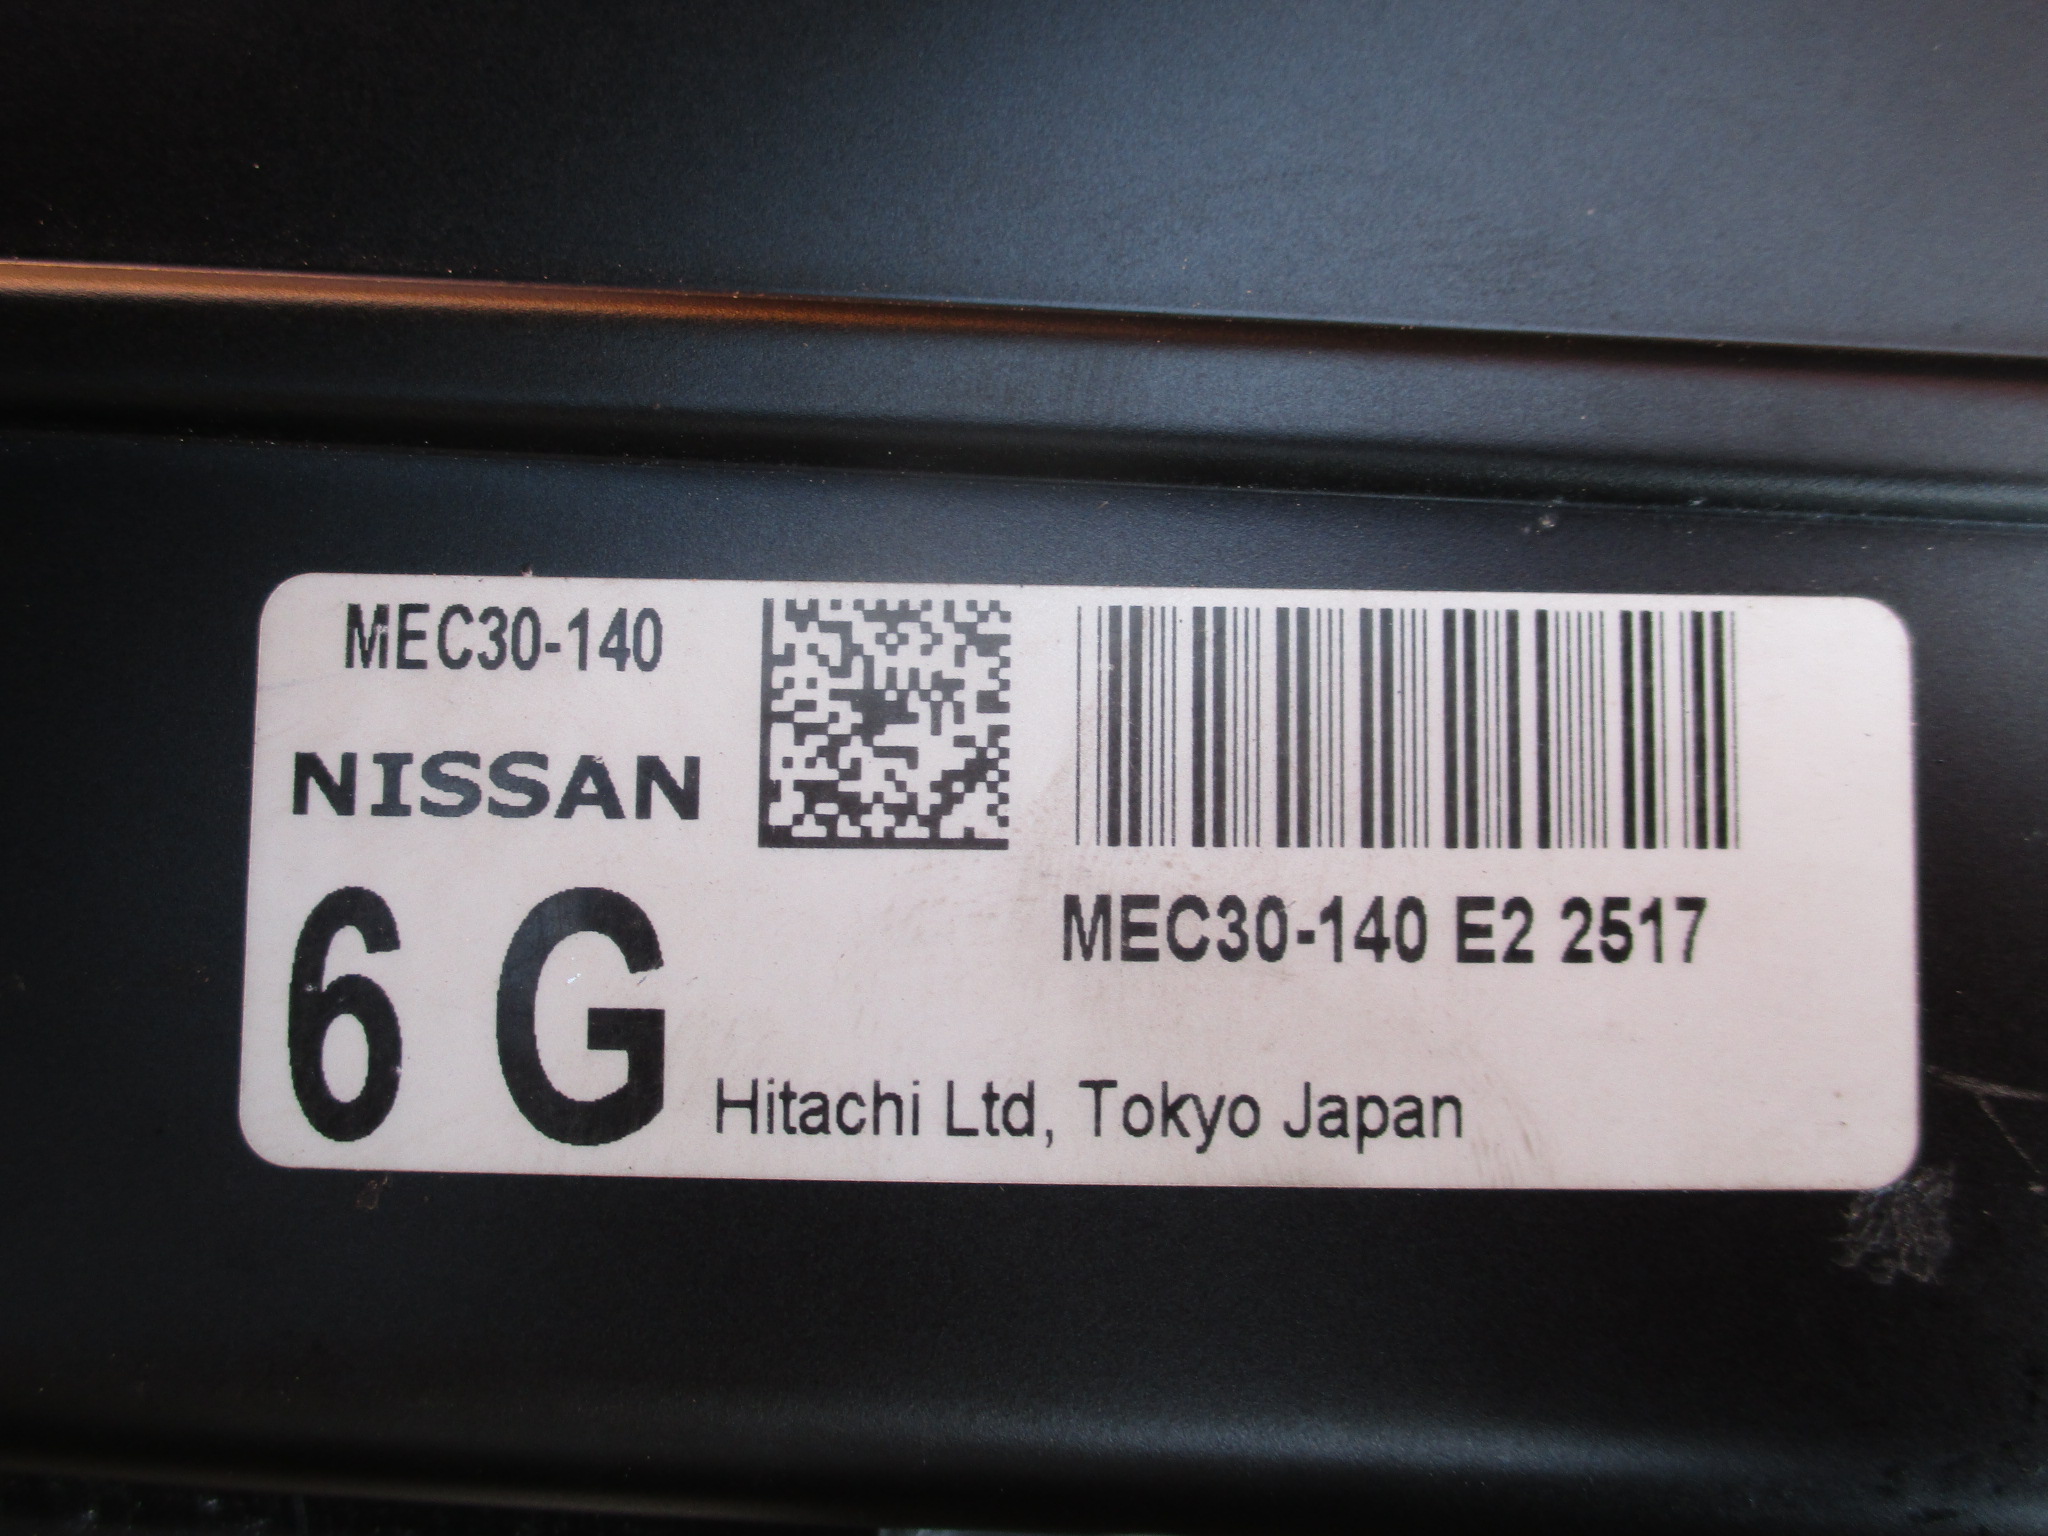 MEC30-140
NISSAN
6 G
MEC30-140 E2 2517
Hitachi Ltd, Tokyo Japan